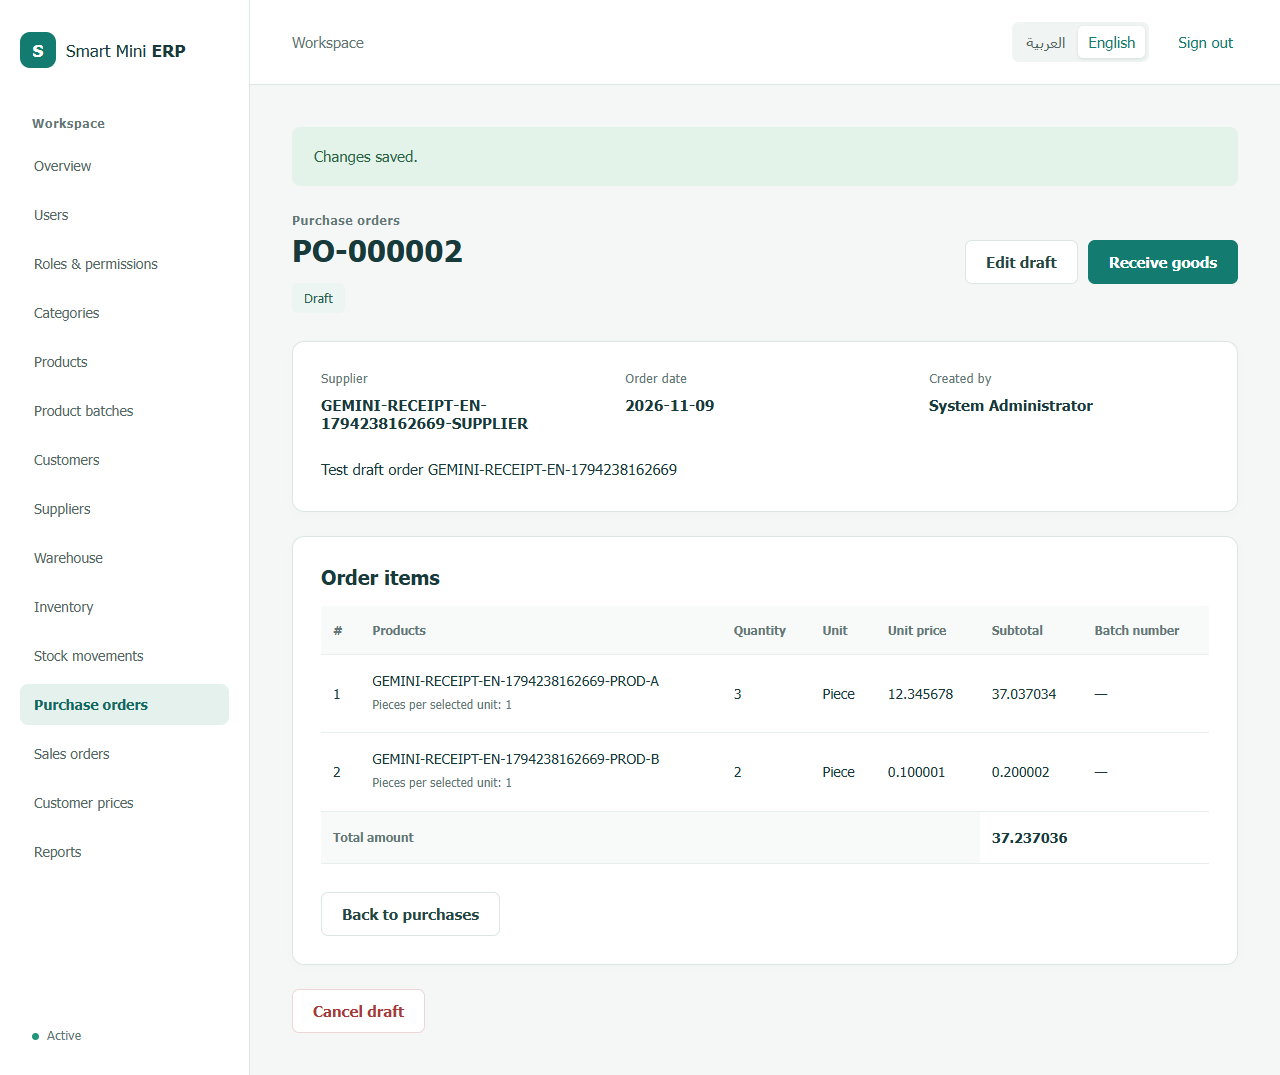 S
Smart Mini ERP
Workspace
Overview
Users
Roles & permissions
Categories
Products
Product batches
Customers
Suppliers
Warehouse
Inventory
Stock movements
Purchase orders
Sales orders
Customer prices
Reports
Active
Workspace
العربية
English
Sign out
Changes saved.
Purchase orders
PO-000002
Draft
Edit draft
Receive goods
Supplier
GEMINI-RECEIPT-EN-
1794238162669-SUPPLIER
Order date
2026-11-09
Created by
System Administrator
Test draft order GEMINI-RECEIPT-EN-1794238162669
Order items
# Products Quantity Unit Unit price Subtotal Batch number
1 GEMINI-RECEIPT-EN-1794238162669-PROD-A 3 Piece 12.345678 37.037034 —
Pieces per selected unit: 1
2 GEMINI-RECEIPT-EN-1794238162669-PROD-B 2 Piece 0.100001 0.200002 —
Pieces per selected unit: 1
Total amount 37.237036
Back to purchases
Cancel draft